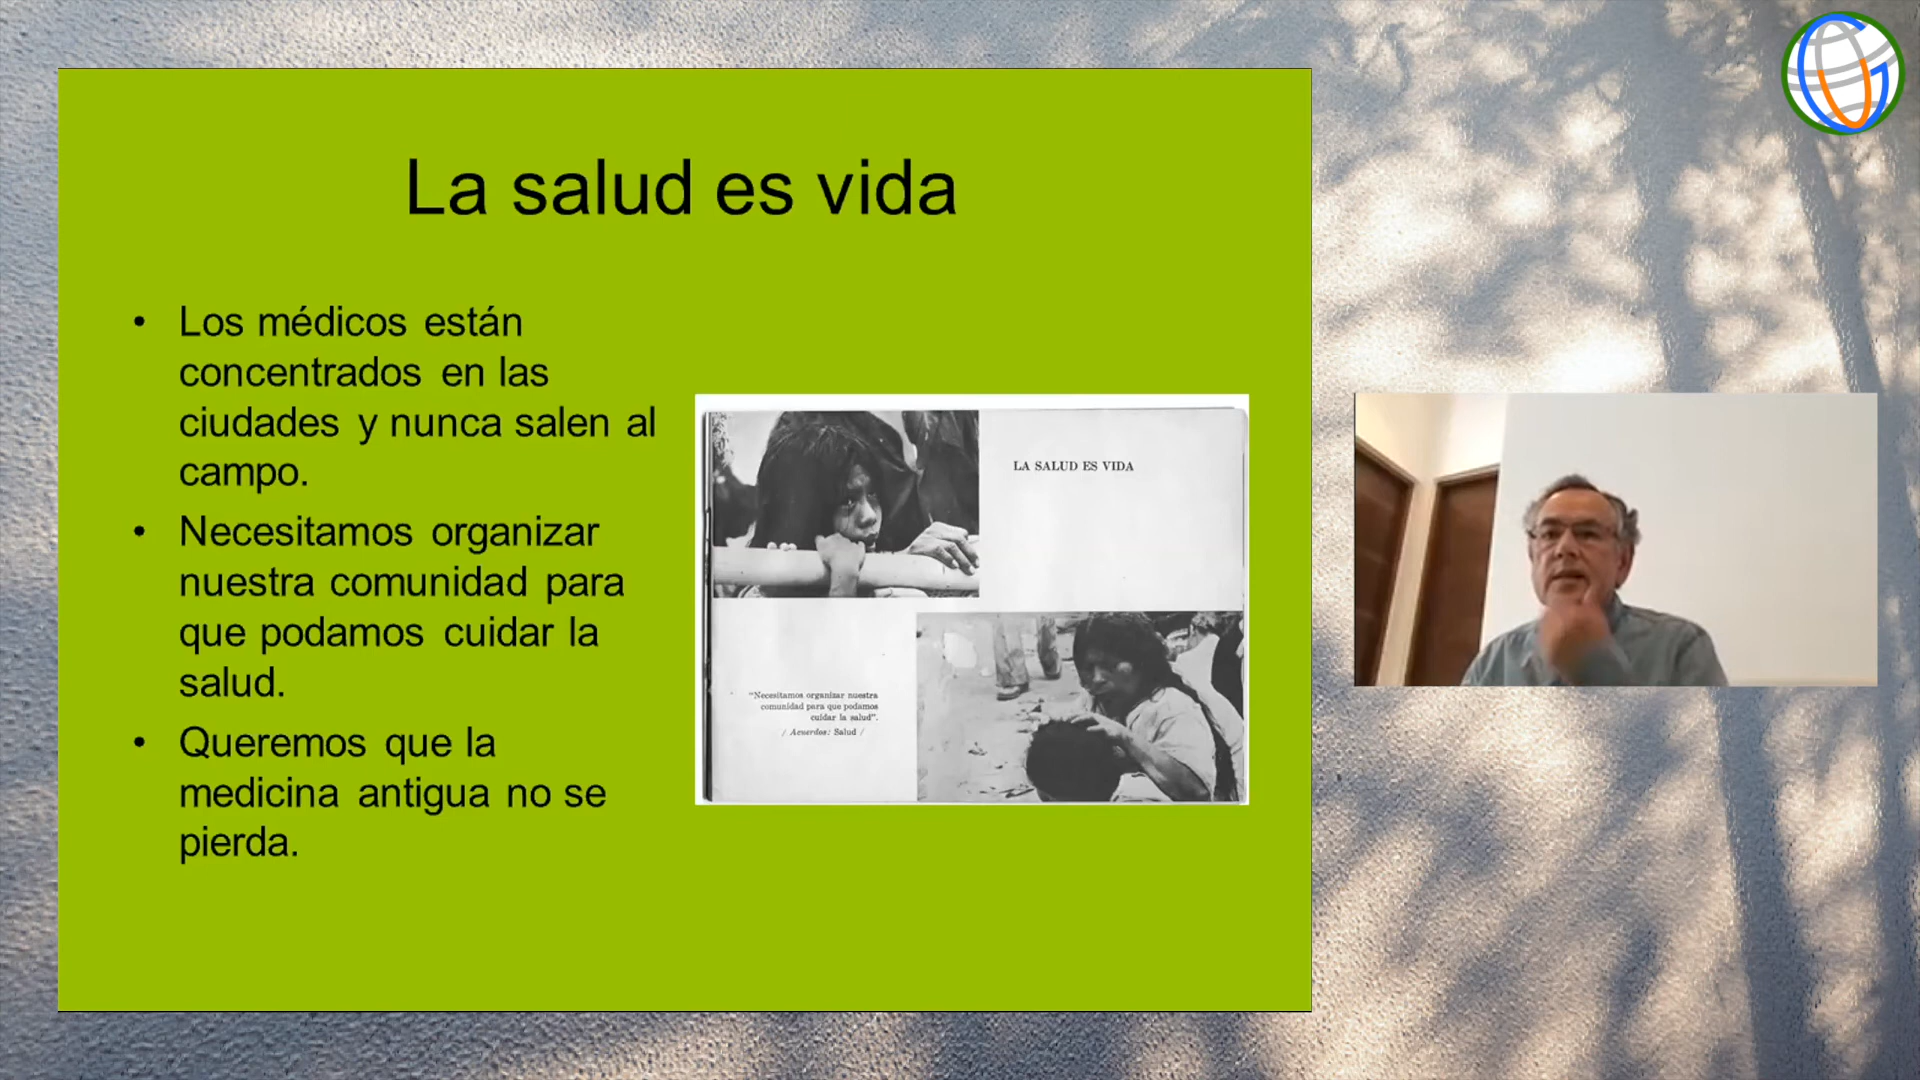 La salud es vida
• Los médicos están
concentrados en las
ciudades y nunca salen al
campo.
• Necesitamos organizar
nuestra comunidad para
que podamos cuidar la
salud.
• Queremos que la
medicina antigua no se
pierda.
LA SALUD ES VIDA
"Necesitamos organizar nuestra
comunidad para que podamos
cuidar la salud".
/ Acuerdos: Salud /